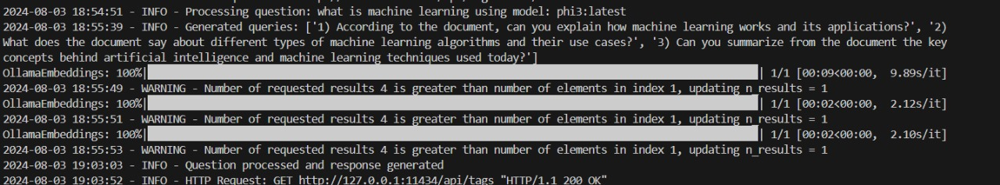 2024-08-03 18:54:51 - INFO - Processing question: what is machine learning using model: phi3:latest
2024-08-03 18:55:39 - INFO - Generated queries: ['1) According to the document, can you explain how machine learning works and its applications?', '2)
What does the document say about different types of machine learning algorithms and their use cases?', '3) Can you summarize from the document the key
concepts behind artificial intelligence and machine learning techniques used today?']
OllamaEmbeddings: 100%|| 1/1 [00:09<00:00,  9.89s/it]
2024-08-03 18:55:49 - WARNING - Number of requested results 4 is greater than number of elements in index 1, updating n_results = 1
OllamaEmbeddings: 100%|| 1/1 [00:02<00:00,  2.12s/it]
2024-08-03 18:55:51 - WARNING - Number of requested results 4 is greater than number of elements in index 1, updating n_results = 1
OllamaEmbeddings: 100%|| 1/1 [00:02<00:00,  2.10s/it]
2024-08-03 18:55:53 - WARNING - Number of requested results 4 is greater than number of elements in index 1, updating n_results = 1
2024-08-03 19:03:03 - INFO - Question processed and response generated
2024-08-03 19:03:52 - INFO - HTTP Request: GET http://127.0.0.1:11434/api/tags "HTTP/1.1 200 OK"